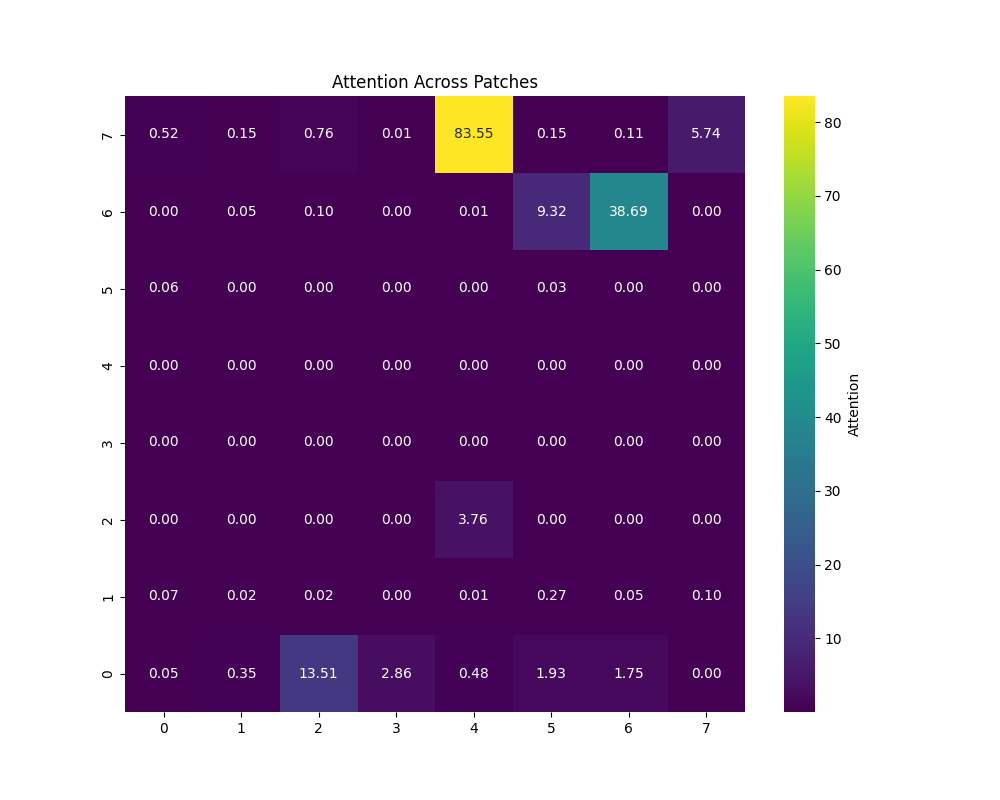 Attention Across Patches
7 0.52 0.15 0.76 0.01 83.55 0.15 0.11 5.74
6 0.00 0.05 0.10 0.00 0.01 9.32 38.69 0.00
5 0.06 0.00 0.00 0.00 0.00 0.03 0.00 0.00
4 0.00 0.00 0.00 0.00 0.00 0.00 0.00 0.00
3 0.00 0.00 0.00 0.00 0.00 0.00 0.00 0.00
2 0.00 0.00 0.00 0.00 3.76 0.00 0.00 0.00
1 0.07 0.02 0.02 0.00 0.01 0.27 0.05 0.10
0 0.05 0.35 13.51 2.86 0.48 1.93 1.75 0.00
0 1 2 3 4 5 6 7
80
70
60
50
40
30
20
10
Attention